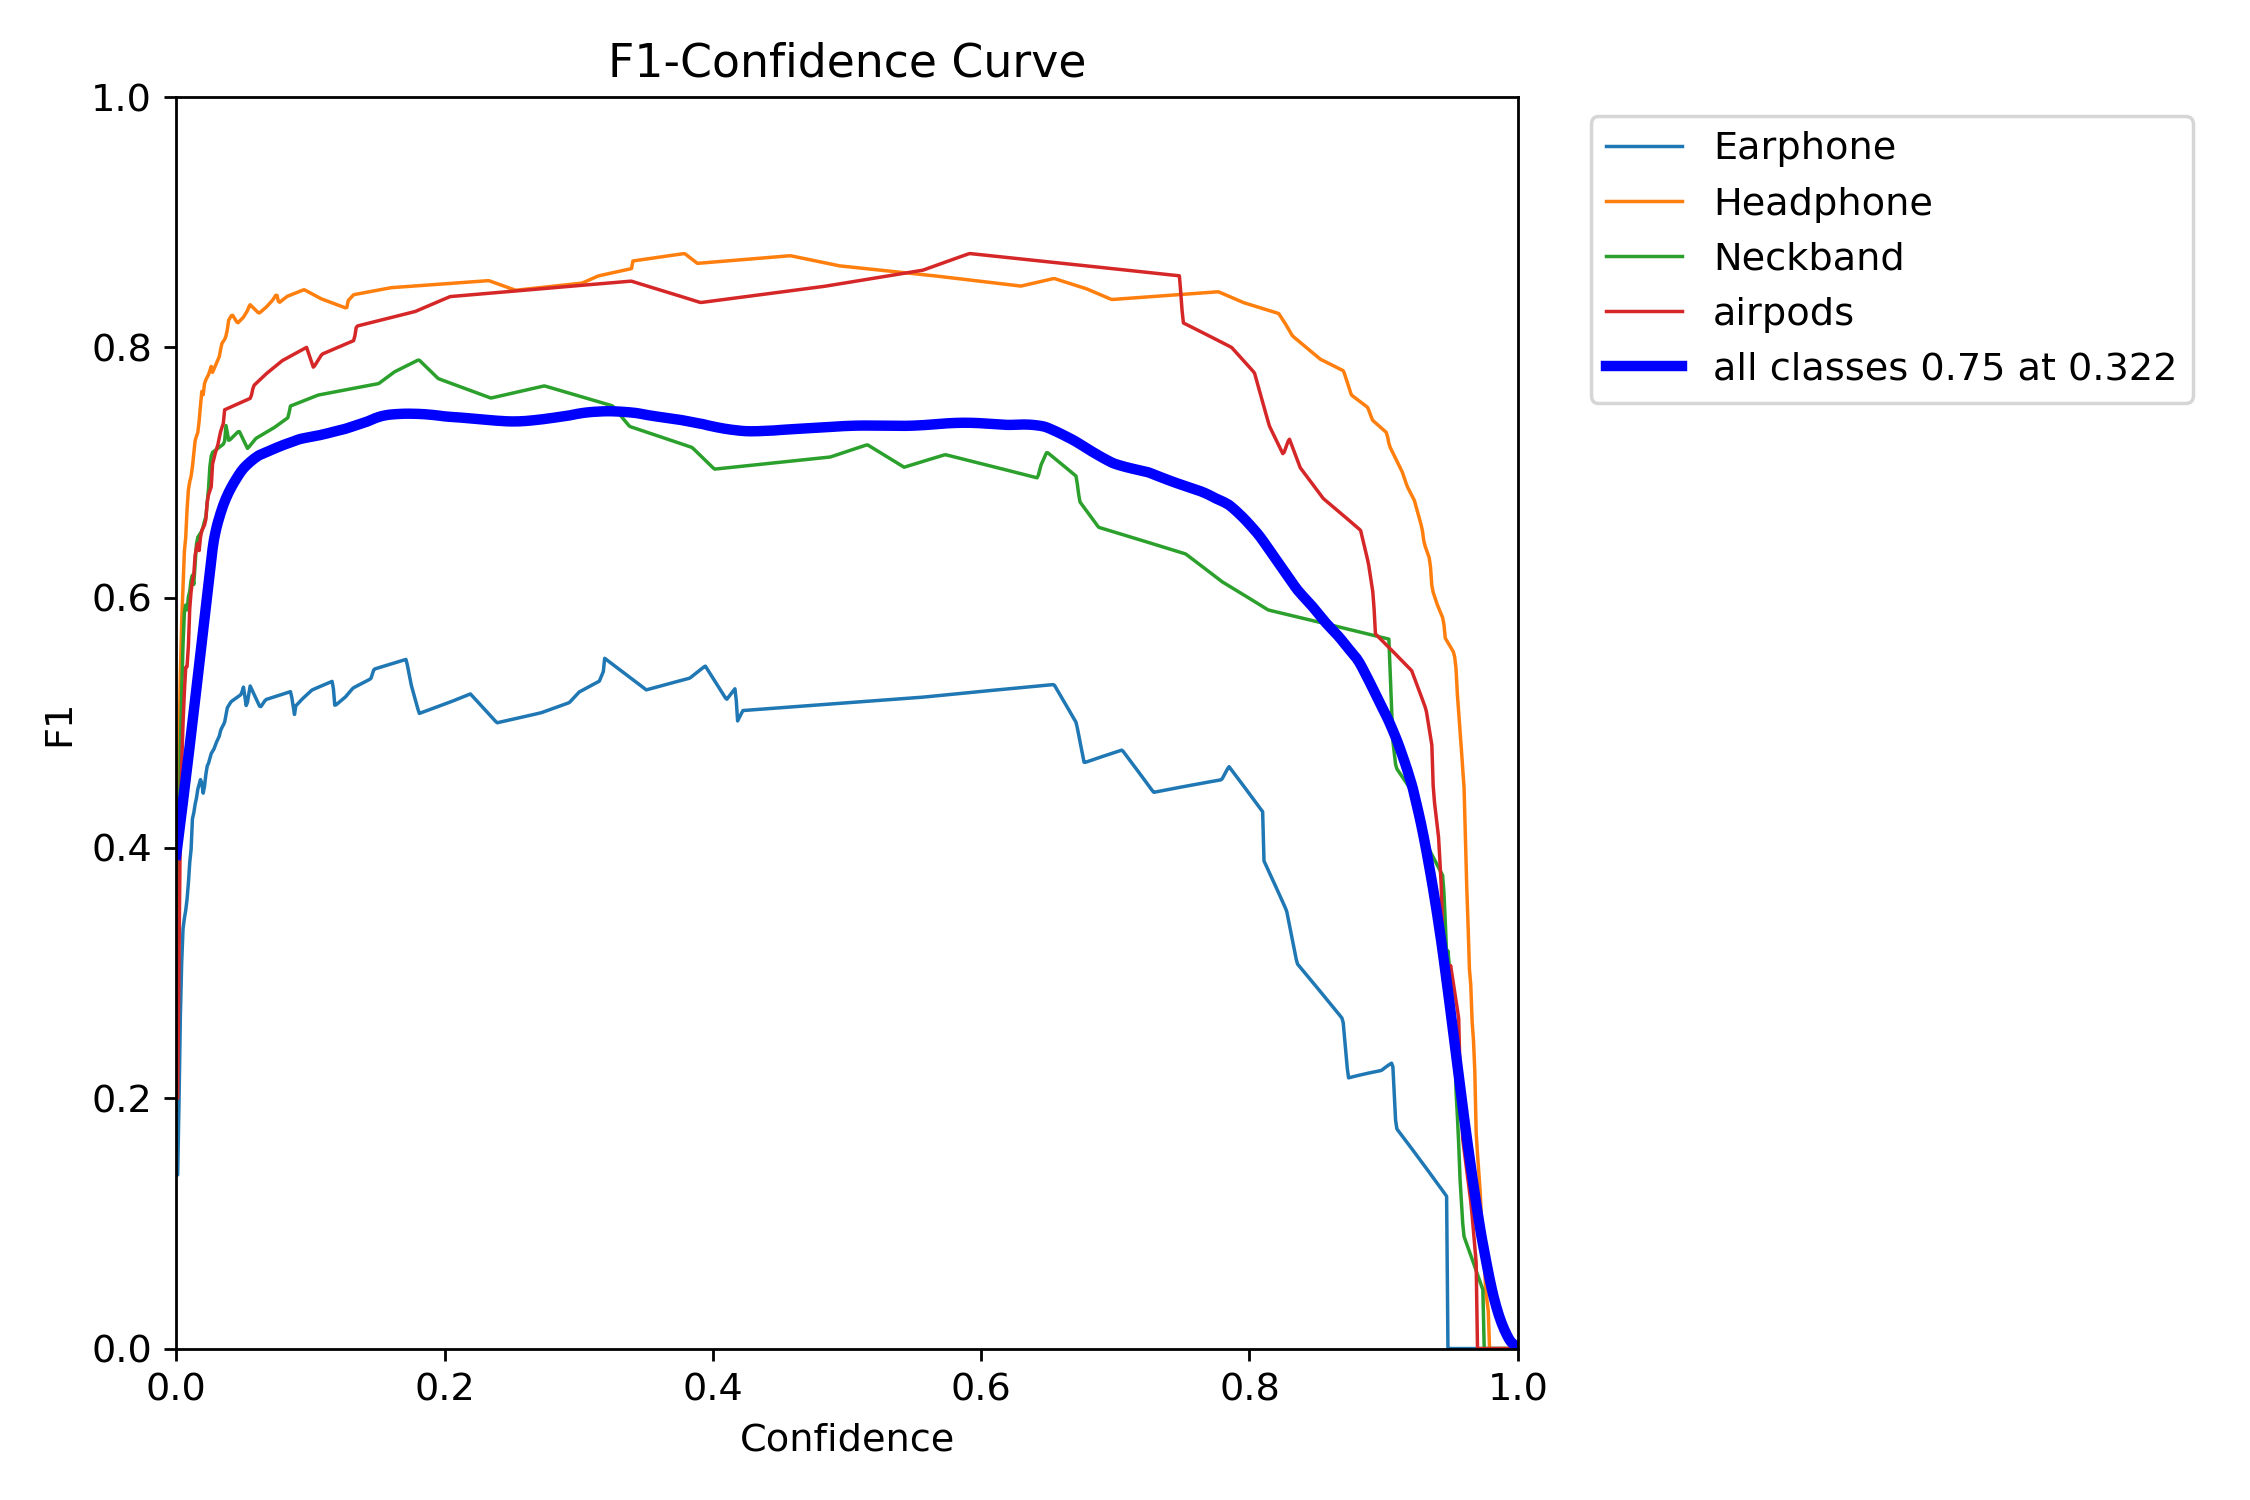 F1-Confidence Curve
1.0
0.8
0.6
0.4
0.2
0.0
F1
0.0 0.2 0.4 0.6 0.8 1.0
Confidence
Earphone
Headphone
Neckband
airpods
all classes 0.75 at 0.322